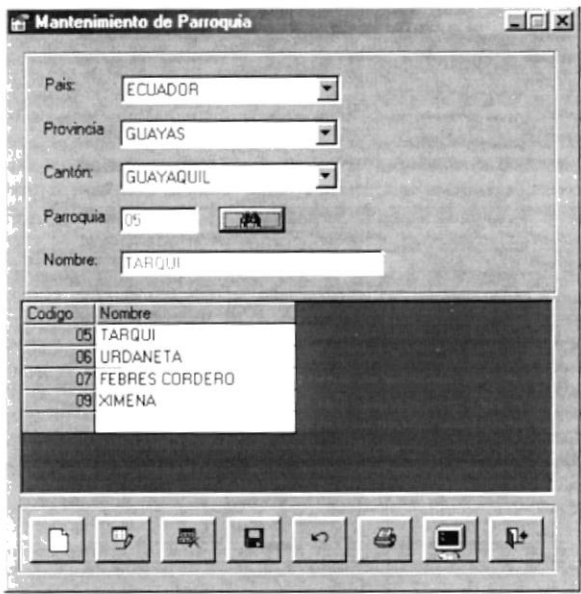 Mantenimiento de Parroquia
Pais: ECUADOR
Provincia GUAYAS
Cantón: GUAYAQUIL
Parroquia 05
Nombre: TARQUI
Codigo Nombre
05 TARQUI
06 URDANETA
07 FEBRES CORDERO
09 XIMENA